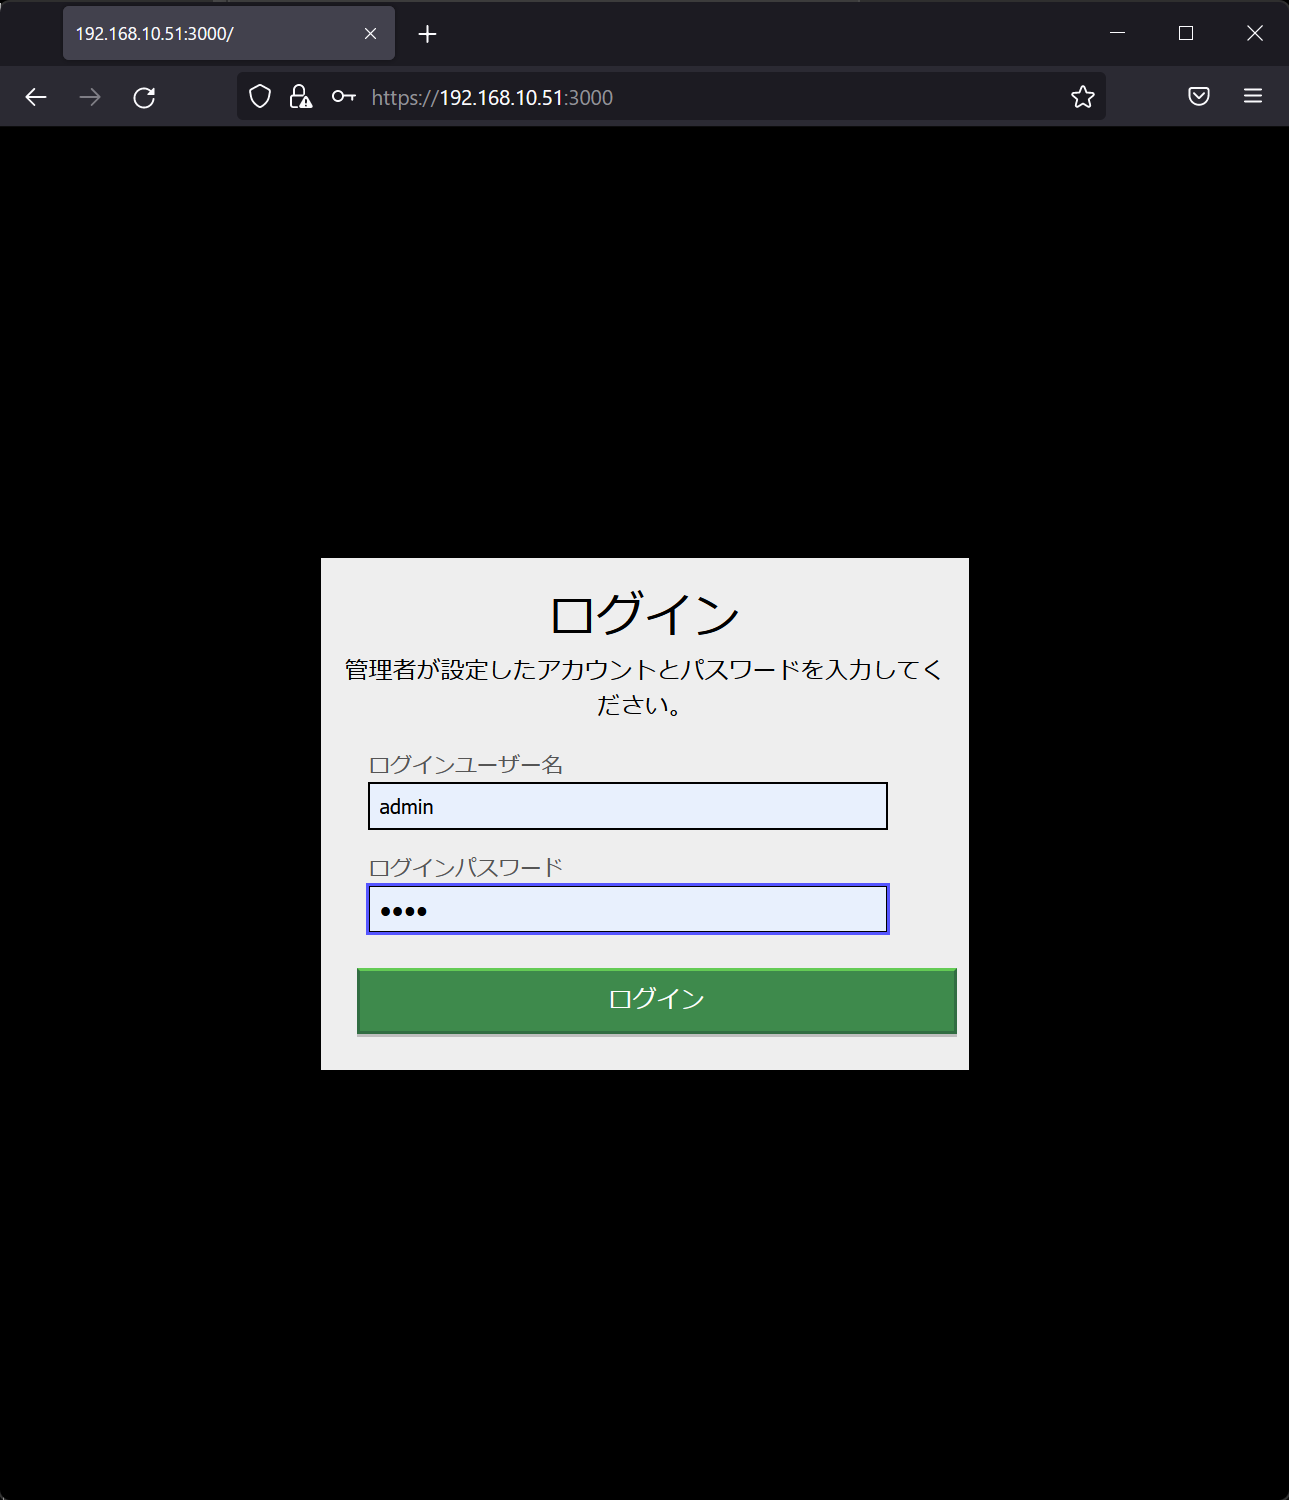 192.168.10.51:3000/
https://192.168.10.51:3000
ログイン
管理者が設定したアカウントとパスワードを入力してく
ださい。
ログインユーザー名
admin
ログインパスワード
••••
ログイン